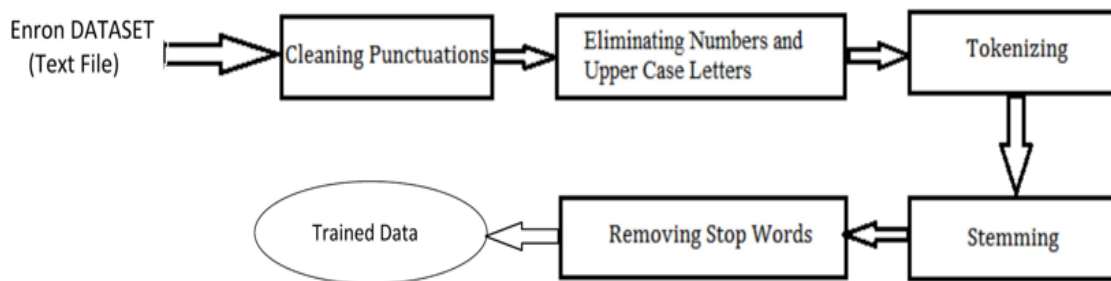 Enron DATASET
(Text File)
Cleaning Punctuations
Eliminating Numbers and
Upper Case Letters
Tokenizing
Trained Data
Removing Stop Words
Stemming